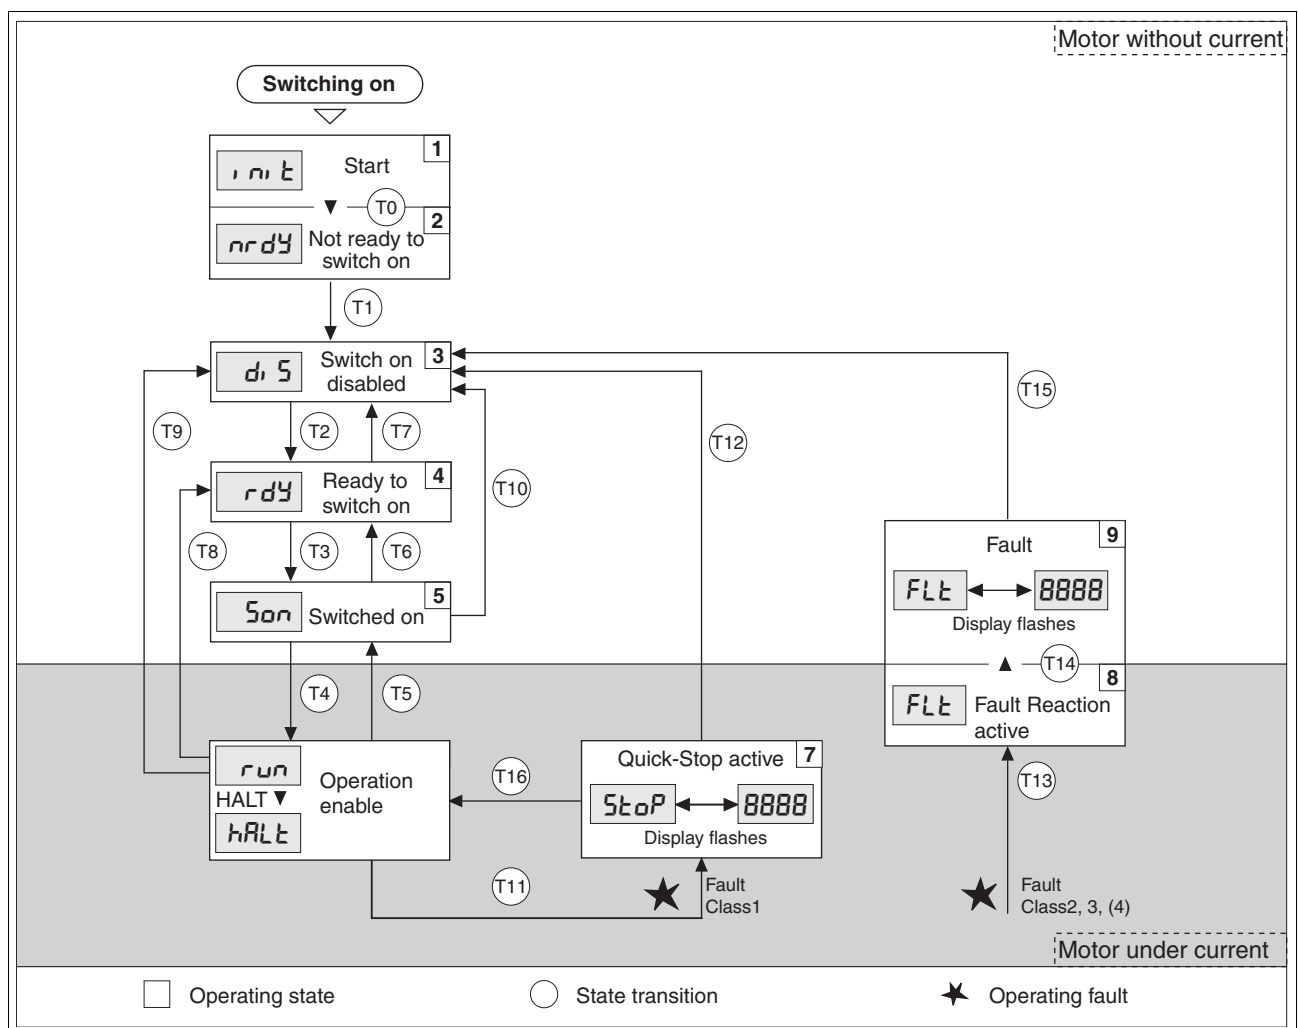 Motor without current
Switching on
1
init
Start
T0
2
nrdy
Not ready to
switch on
T1
3
diS
Switch on
disabled
T9
T2
T7
T12
T15
4
rdy
Ready to
switch on
T10
T8
T3
T6
5
Son
Switched on
9
Fault
FLt
8888
Display flashes
T14
8
FLt
Fault Reaction
active
T4
T5
run
HALT
hALt
Operation
enable
T16
7
Quick-Stop active
StoP
8888
Display flashes
T13
T11
Fault
Class1
Fault
Class2, 3, (4)
Motor under current
Operating state
State transition
Operating fault